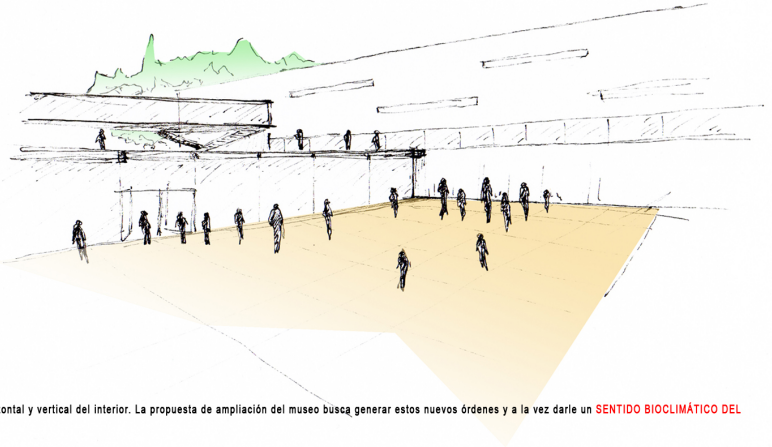 ontal y vertical del interior. La propuesta de ampliación del museo busca generar estos nuevos órdenes y a la vez darle un SENTIDO BIOCLIMÁTICO DEL